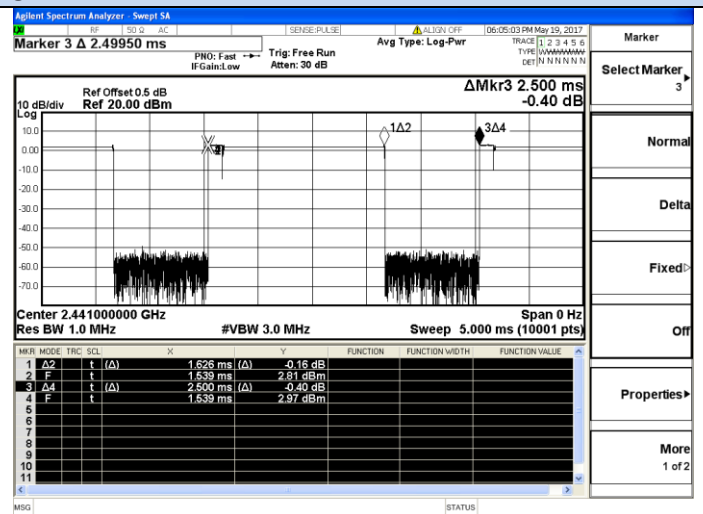 Agilent Spectrum Analyzer - Swept SA
RF 50 Ω AC SENSE:PULSE ALIGN OFF 06:05:03 PM May 19, 2017
Marker 3 Δ 2.49950 ms
PNO: Fast
IFGain:Low
Trig: Free Run
Atten: 30 dB
Avg Type: Log-Pwr
TRACE 1 2 3 4 5 6
TYPE
DET N N N N N N
Ref Offset 0.5 dB
10 dB/div Ref 20.00 dBm
Log
ΔMkr3 2.500 ms
-0.40 dB
10.0
0.00
-10.0
-20.0
-30.0
-40.0
-50.0
-60.0
-70.0
1Δ2
3Δ4
Center 2.441000000 GHz Span 0 Hz
Res BW 1.0 MHz #VBW 3.0 MHz Sweep 5.000 ms (10001 pts)
MKR MODE TRC SCL X Y FUNCTION FUNCTION WIDTH FUNCTION VALUE
1 Δ2 t (Δ) 1.626 ms (Δ) -0.16 dB
2 F t 1.539 ms 2.81 dBm
3 Δ4 t (Δ) 2.500 ms (Δ) -0.40 dB
4 F t 1.539 ms 2.97 dBm
5
6
7
8
9
10
11
MSG STATUS
Marker
Select Marker
3
Normal
Delta
Fixed
Off
Properties
More
1 of 2